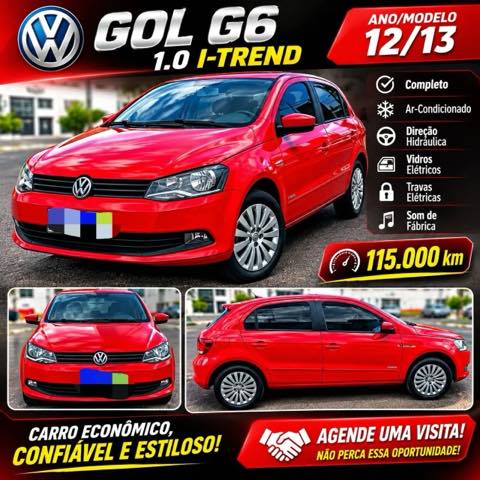 GOL G6
1.0 I-TREND
ANO/MODELO
12/13
Completo
Ar-Condicionado
Direção
Hidráulica
Vidros
Elétricos
Travas
Elétricas
Som de
Fábrica
115.000 km
CARRO ECONÔMICO,
CONFIÁVEL E ESTILOSO!
AGENDE UMA VISITA!
NÃO PERCA ESSA OPORTUNIDADE!